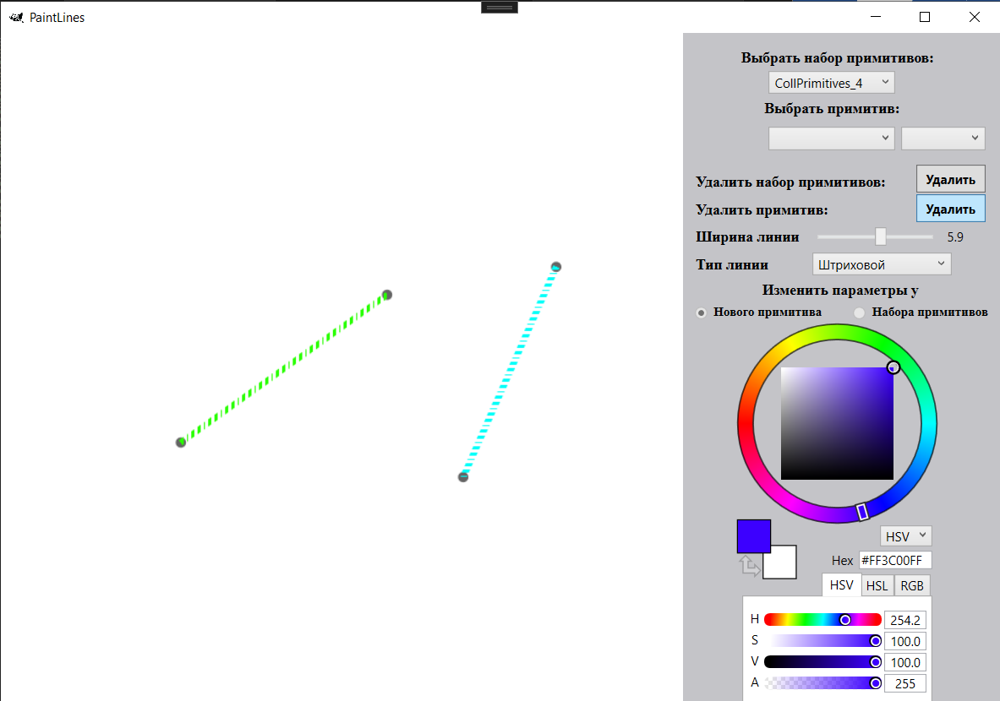 PaintLines
Выбрать набор примитивов:
CollPrimitives_4
Выбрать примитив:
Удалить набор примитивов: Удалить
Удалить примитив: Удалить
Ширина линии 5.9
Тип линии Штриховой
Изменить параметры у
Нового примитива Набора примитивов
HSV
Hex #FF3C00FF
HSV HSL RGB
H 254.2
S 100.0
V 100.0
A 255